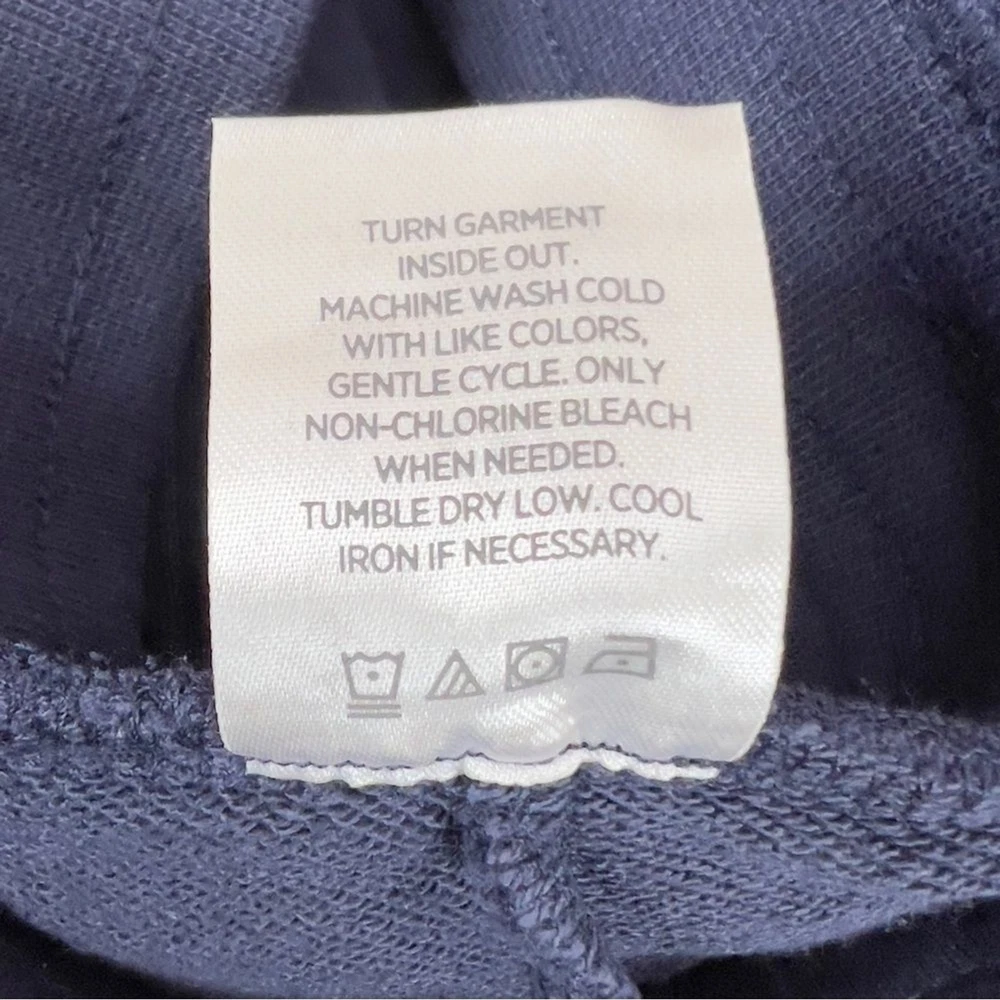 TURN GARMENT
INSIDE OUT.
MACHINE WASH COLD
WITH LIKE COLORS,
GENTLE CYCLE. ONLY
NON-CHLORINE BLEACH
WHEN NEEDED.
TUMBLE DRY LOW. COOL
IRON IF NECESSARY.